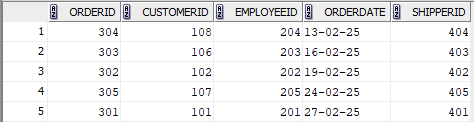 ORDERID CUSTOMERID EMPLOYEEID ORDERDATE SHIPPERID
1 304 108 204 13-02-25 404
2 303 106 203 16-02-25 403
3 302 102 202 19-02-25 402
4 305 107 205 24-02-25 405
5 301 101 201 27-02-25 401